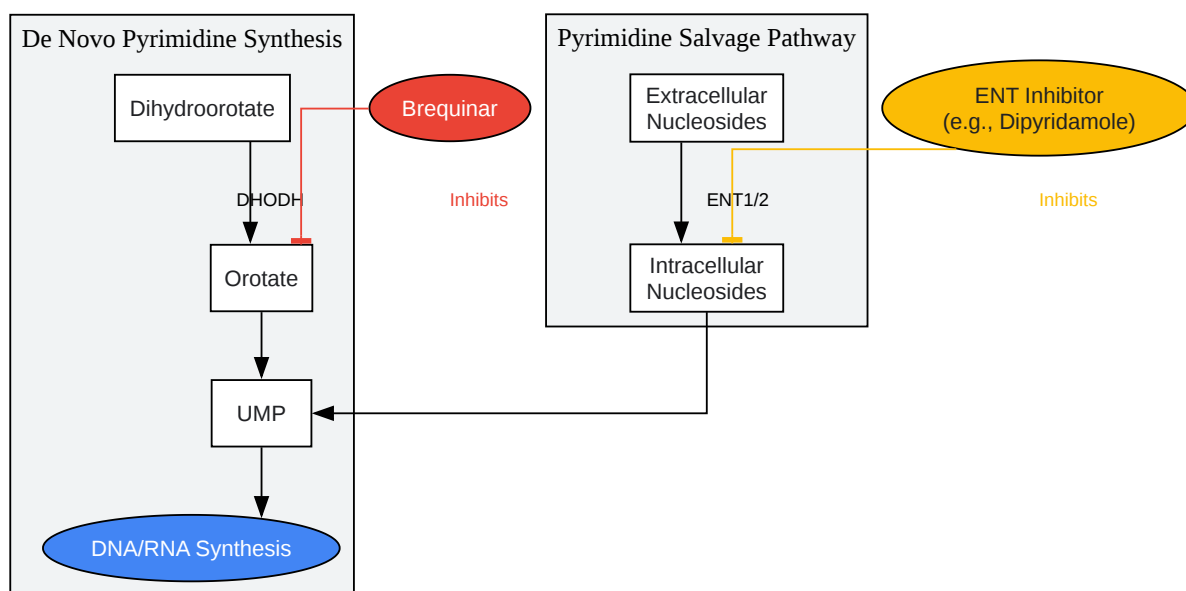 De Novo Pyrimidine Synthesis
Dihydroorotate
DHODH
Orotate
UMP
DNA/RNA Synthesis
Brequinar
Inhibits
Pyrimidine Salvage Pathway
Extracellular
Nucleosides
ENT1/2
Intracellular
Nucleosides
ENT Inhibitor
(e.g., Dipyridamole)
Inhibits